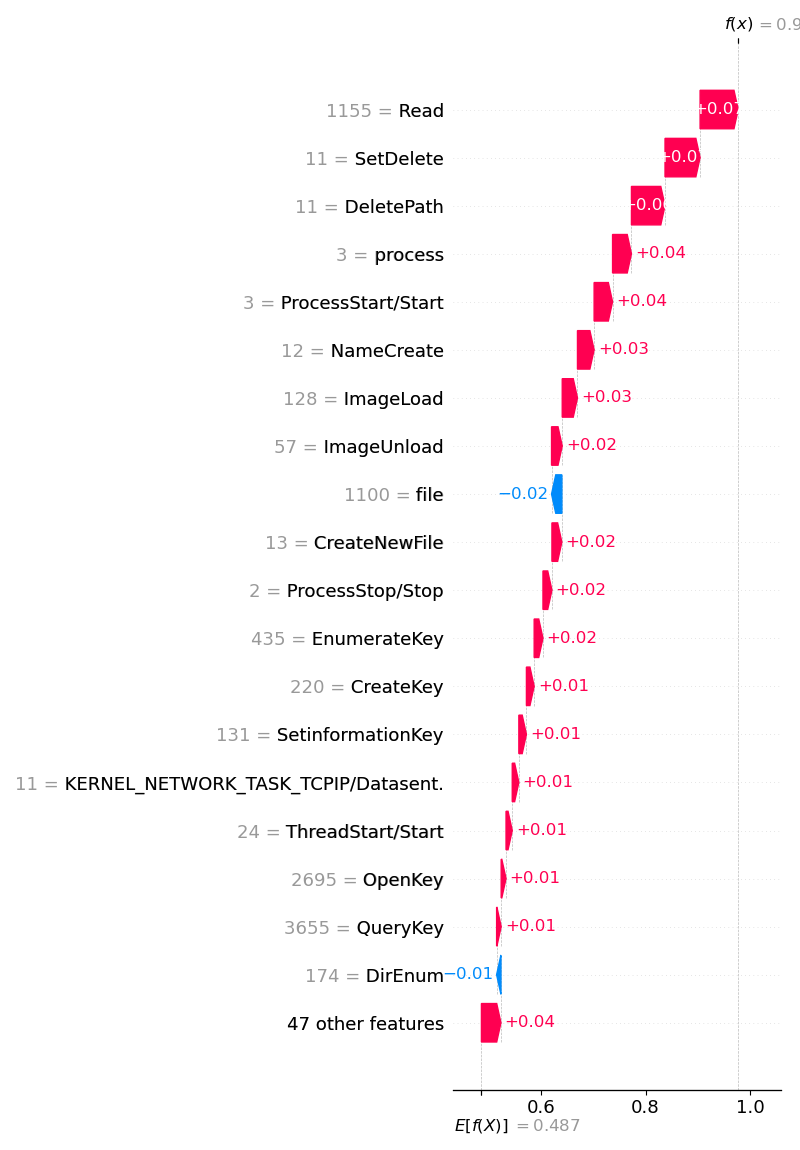 f(x) = 0.9
1155 = Read
+0.07
11 = SetDelete
+0.0
11 = DeletePath
3 = process
+0.04
3 = ProcessStart/Start
+0.04
12 = NameCreate
+0.03
128 = ImageLoad
+0.03
57 = ImageUnload
+0.02
1100 = file
−0.02
13 = CreateNewFile
+0.02
2 = ProcessStop/Stop
+0.02
435 = EnumerateKey
+0.02
220 = CreateKey
+0.01
131 = SetinformationKey
+0.01
11 = KERNEL_NETWORK_TASK_TCPIP/Datasent.
+0.01
24 = ThreadStart/Start
+0.01
2695 = OpenKey
+0.01
3655 = QueryKey
+0.01
174 = DirEnum
−0.01
47 other features
+0.04
0.6 0.8 1.0
E[f(X)] = 0.487